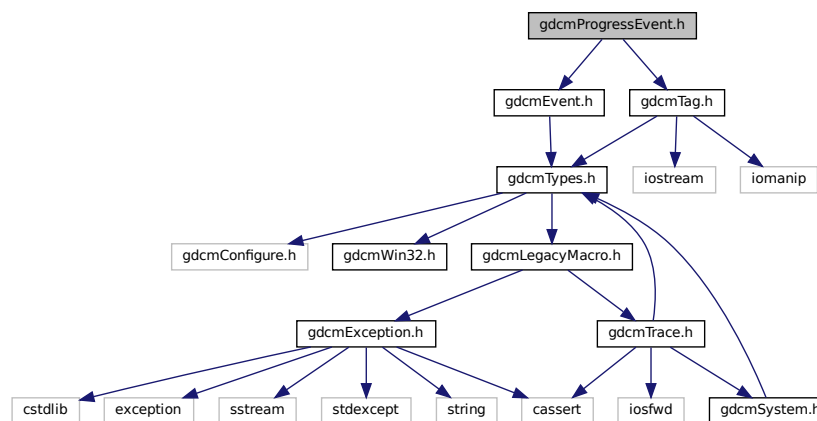 gdcmProgressEvent.h
gdcmEvent.h
gdcmTag.h
gdcmTypes.h
iostream
iomanip
gdcmConfigure.h
gdcmWin32.h
gdcmLegacyMacro.h
gdcmException.h
gdcmTrace.h
cstdlib
exception
sstream
stdexcept
string
cassert
iosfwd
gdcmSystem.h